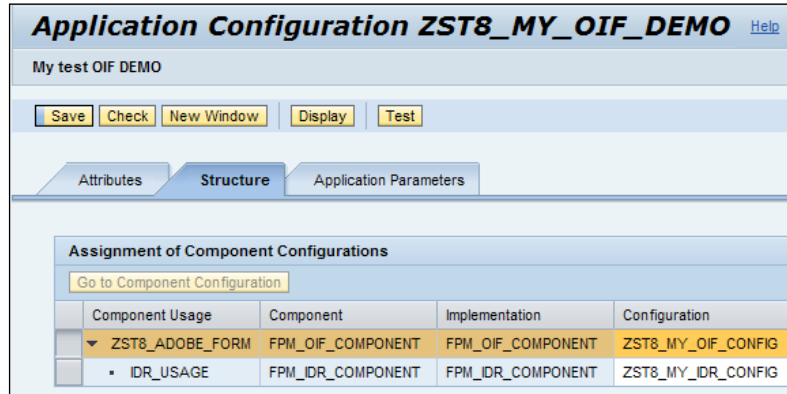 Application Configuration ZST8_MY_OIF_DEMO Help
My test OIF DEMO
Save Check New Window Display Test
Attributes Structure Application Parameters
Assignment of Component Configurations
Go to Component Configuration
Component Usage Component Implementation Configuration
ZST8_ADOBE_FORM FPM_OIF_COMPONENT FPM_OIF_COMPONENT ZST8_MY_OIF_CONFIG
IDR_USAGE FPM_IDR_COMPONENT FPM_IDR_COMPONENT ZST8_MY_IDR_CONFIG